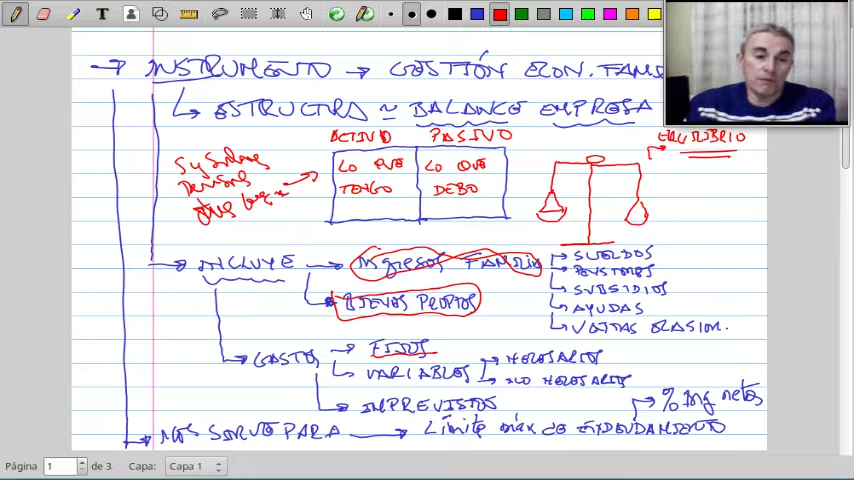 → INSTRUMENTO → GESTIÓN ECON. FAMI
↳ ESTRUCTURA ≃ BALANCE EMPRESA
ACTIVO PASIVO
EQUILIBRIO
LO QUE TENGO
LO QUE DEBO
→ INCLUYE → Ingresos FAMILIA
BIENES PROPIOS
SUELDOS
PENSIONES
SUBSIDIOS
AYUDAS
VENTAS OCASION.
GASTOS → FIJOS
VARIABLES
NECESARIOS
NO NECESARIOS
IMPREVISTOS
→ % Ing netos
NOS SIRVE PARA → Límite máx DE ENDEUDAMIENTO
Página 1 de 3 Capa: Capa 1